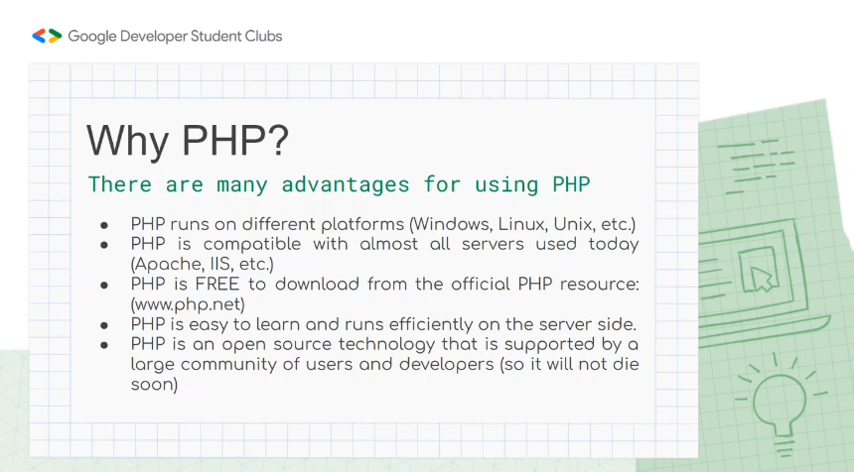 Google Developer Student Clubs
Why PHP?
There are many advantages for using PHP
● PHP runs on different platforms (Windows, Linux, Unix, etc.)
● PHP is compatible with almost all servers used today
(Apache, IIS, etc.)
● PHP is FREE to download from the official PHP resource:
(www.php.net)
● PHP is easy to learn and runs efficiently on the server side.
● PHP is an open source technology that is supported by a
large community of users and developers (so it will not die
soon)